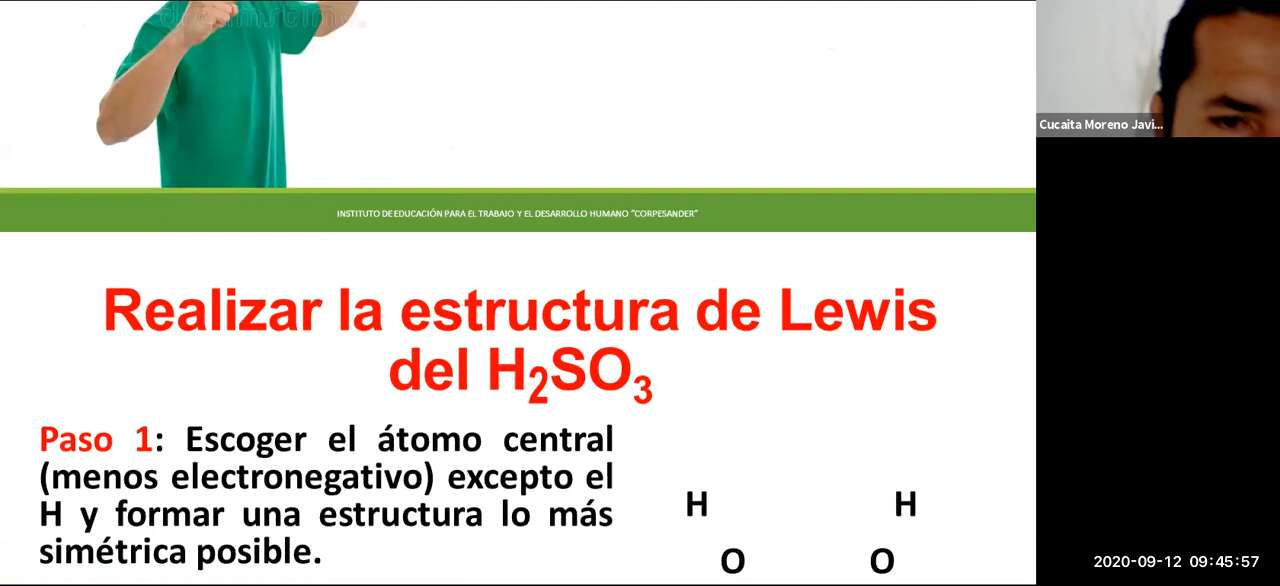 dreamstime.
Cucaita Moreno Javi...
INSTITUTO DE EDUCACIÓN PARA EL TRABAJO Y EL DESARROLLO HUMANO "CORPESANDER"
Realizar la estructura de Lewis
del H₂SO₃
Paso 1: Escoger el átomo central
(menos electronegativo) excepto el
H y formar una estructura lo más
simétrica posible.
H H
O O
2020-09-12 09:45:57